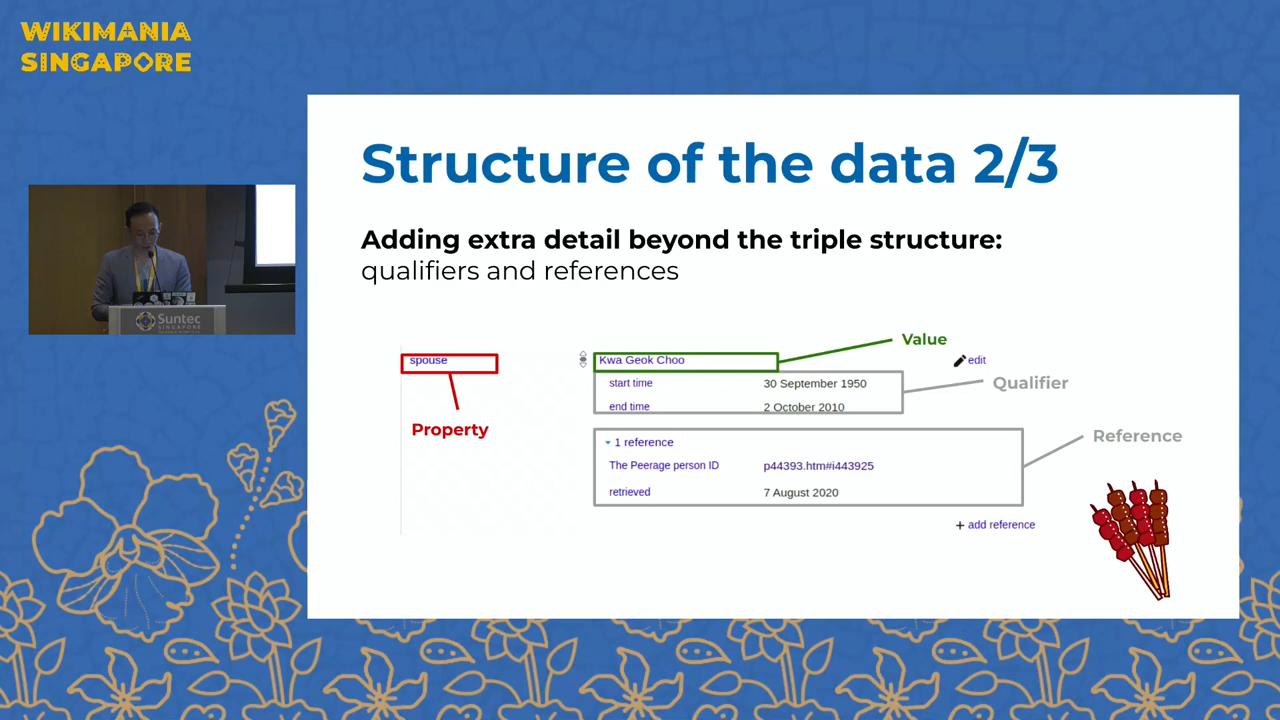 WIKIMANIA
SINGAPORE
Structure of the data 2/3
Adding extra detail beyond the triple structure:
qualifiers and references
Value
spouse
Kwa Geok Choo
edit
start time 30 September 1950
Qualifier
end time 2 October 2010
Property
Reference
1 reference
The Peerage person ID p44393.htm#i443925
retrieved 7 August 2020
+ add reference
Suntec
SINGAPORE